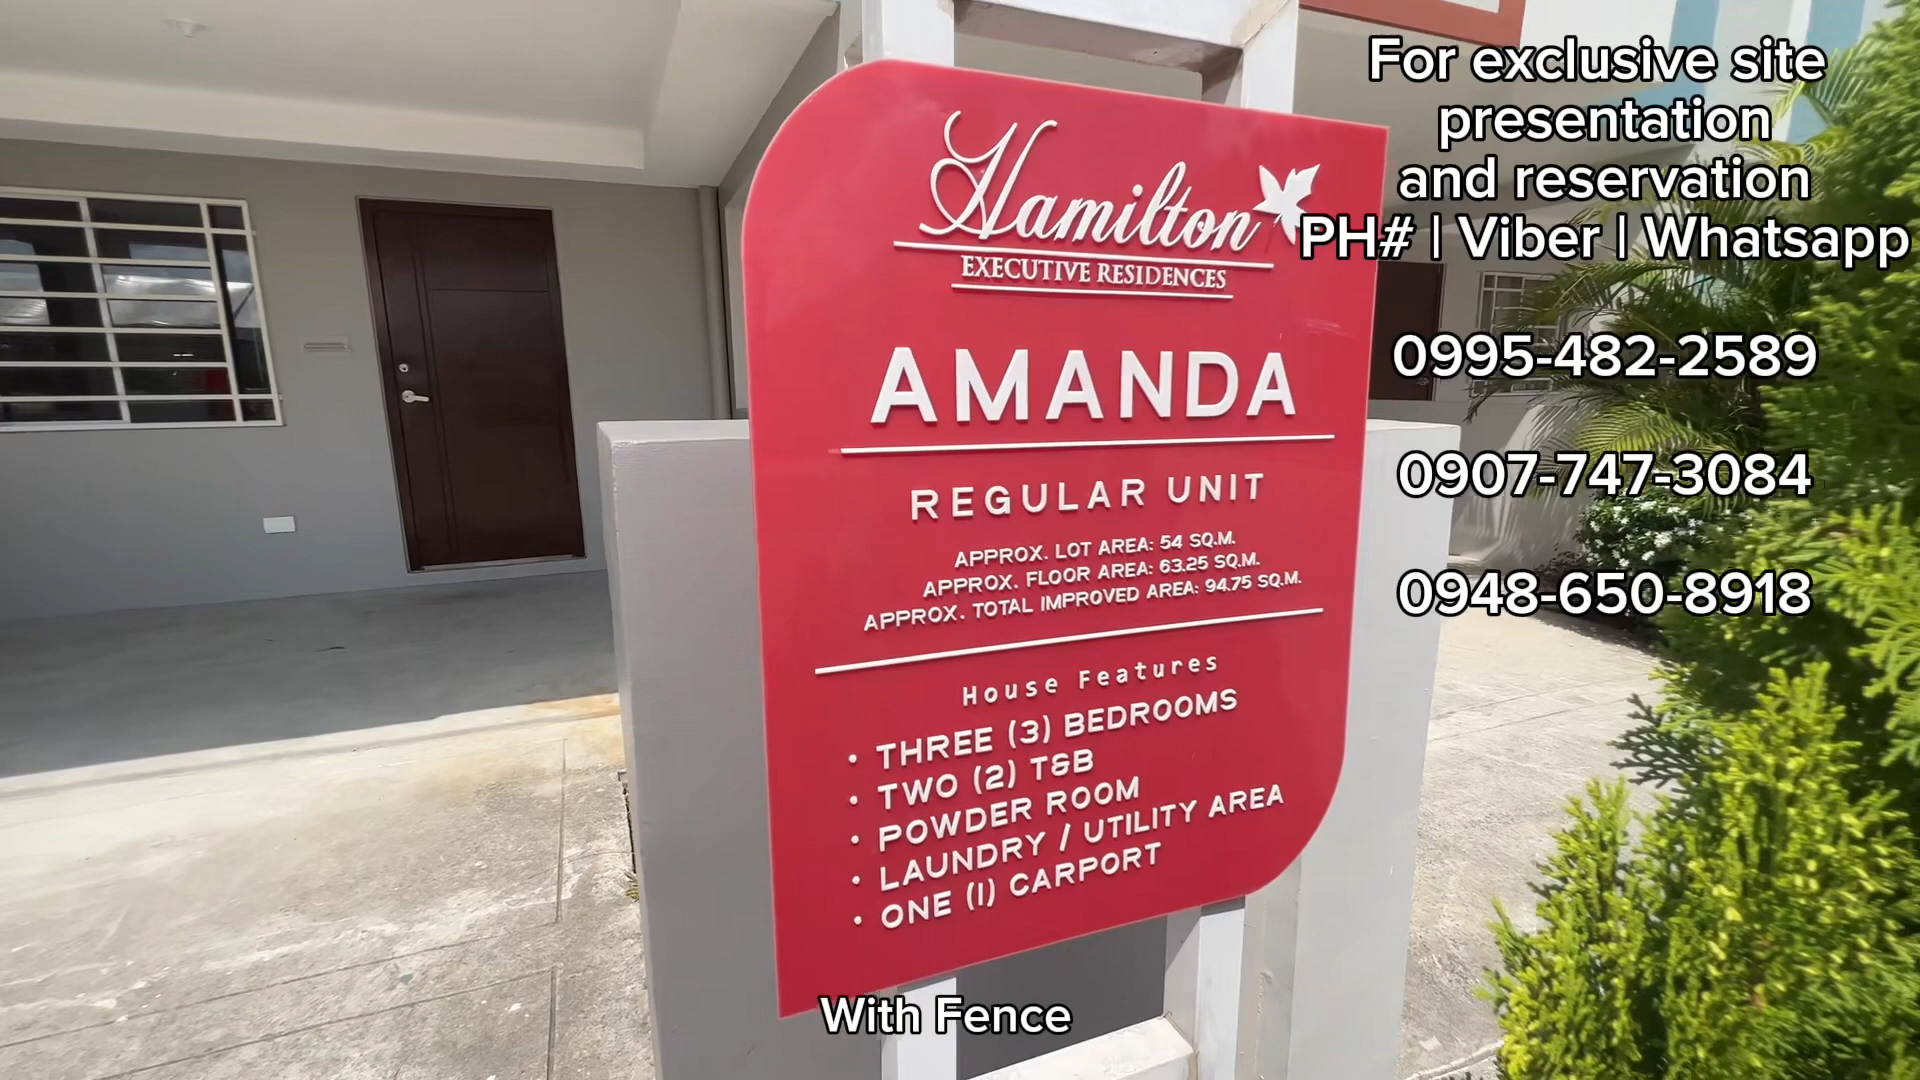 Hamilton
EXECUTIVE RESIDENCES
AMANDA
REGULAR UNIT
APPROX. LOT AREA: 54 SQ.M.
APPROX. FLOOR AREA: 63.25 SQ.M.
APPROX. TOTAL IMPROVED AREA: 94.75 SQ.M.
House Features
• THREE (3) BEDROOMS
• TWO (2) T&B
• POWDER ROOM
• LAUNDRY / UTILITY AREA
• ONE (1) CARPORT
With Fence
For exclusive site
presentation
and reservation
PH# | Viber | Whatsapp
0995-482-2589
0907-747-3084
0948-650-8918